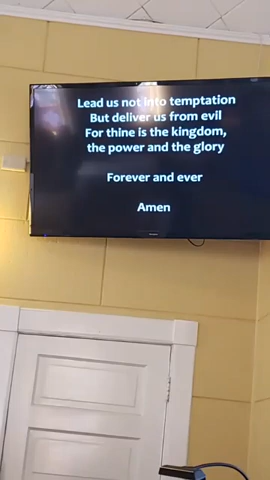 Lead us not into temptation
But deliver us from evil
For thine is the kingdom,
the power and the glory
Forever and ever
Amen